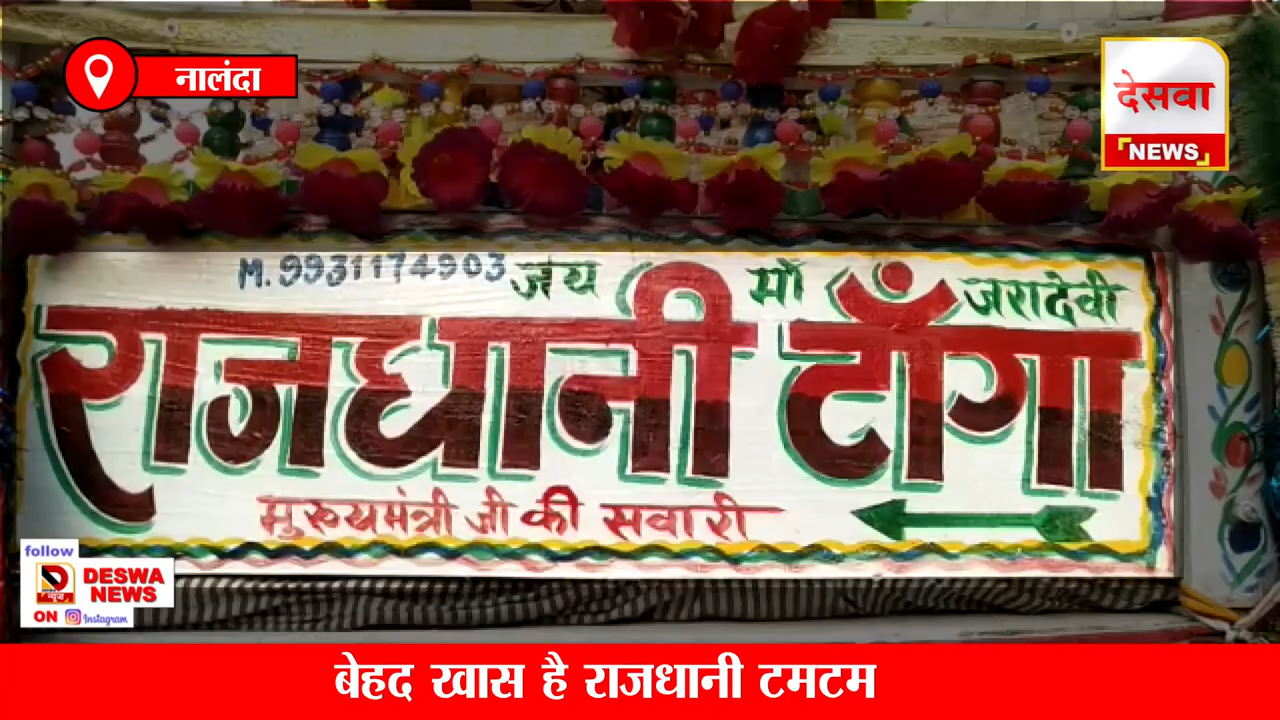 नालंदा
देसवा
NEWS
M. 9931174903 जय माँ जरादेवी
राजधानी टाँगा
मुख्यमंत्री जी की सवारी
follow
DESWA
NEWS
ON Instagram
बेहद खास है राजधानी टमटम